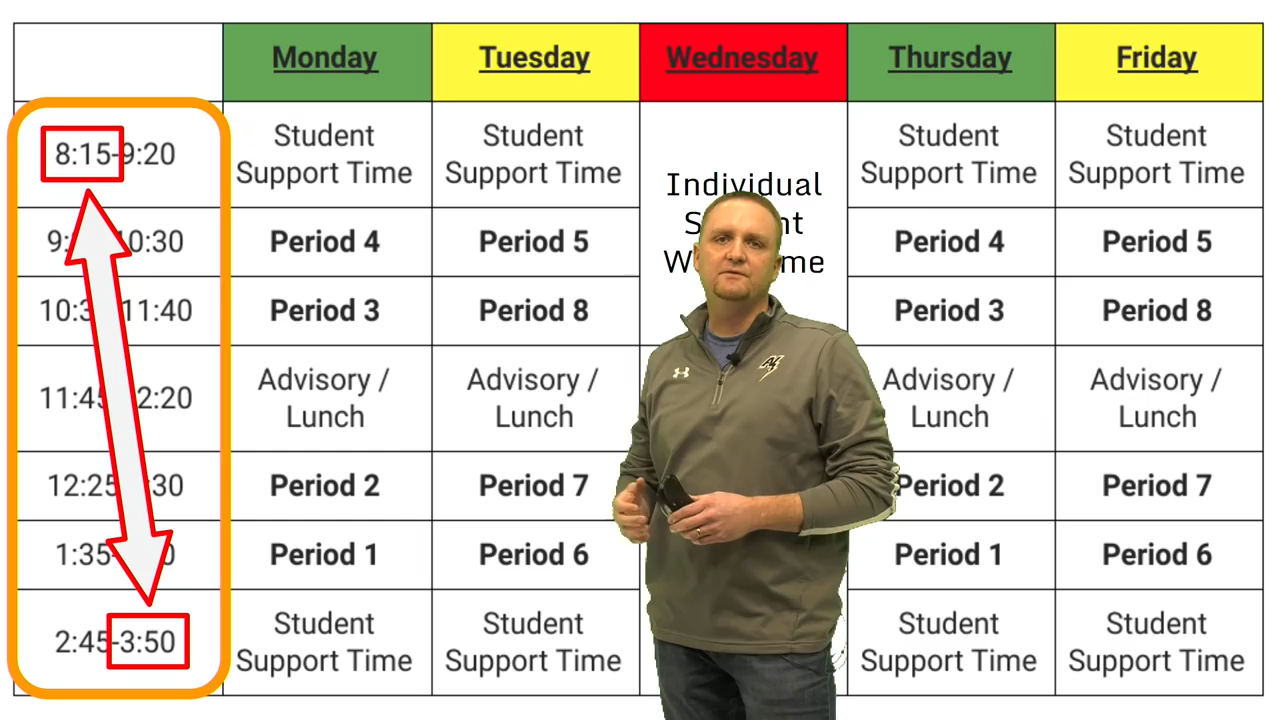 Monday Tuesday Wednesday Thursday Friday
8:15-9:20 Student Support Time Student Support Time Individual Student Support Time Student Support Time
10:30 Period 4 Period 5 Period 4 Period 5
11:40 Period 3 Period 8 Period 3 Period 8
Advisory / Lunch Advisory / Lunch Advisory / Lunch Advisory / Lunch
Period 2 Period 7 Period 2 Period 7
Period 1 Period 6 Period 1 Period 6
2:45-3:50 Student Support Time Student Support Time Student Support Time Student Support Time